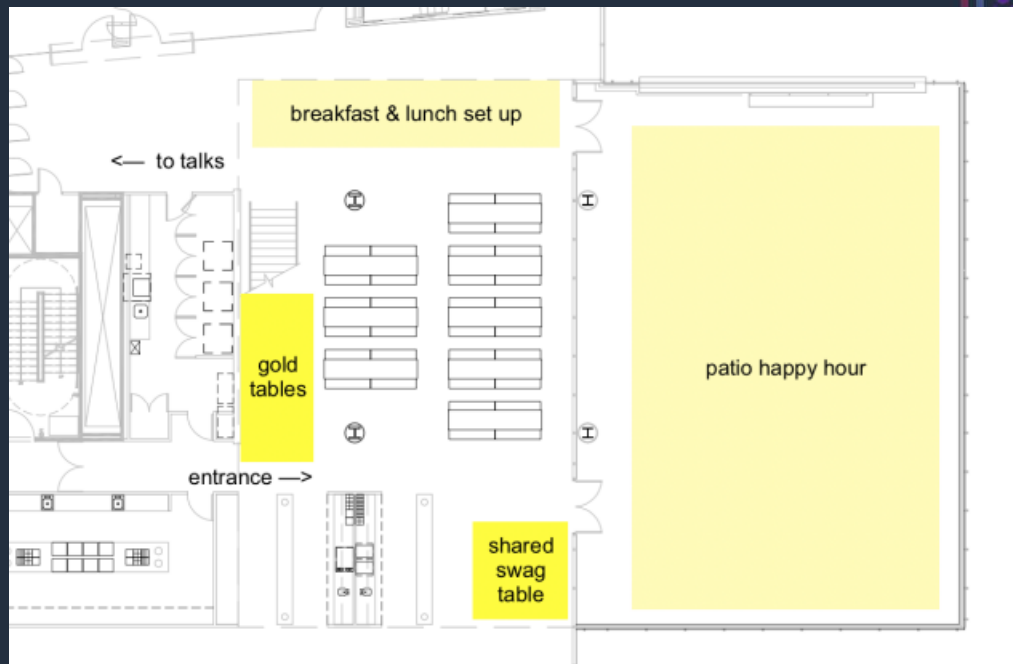 breakfast & lunch set up
<— to talks
gold
tables
patio happy hour
entrance —>
shared
swag
table